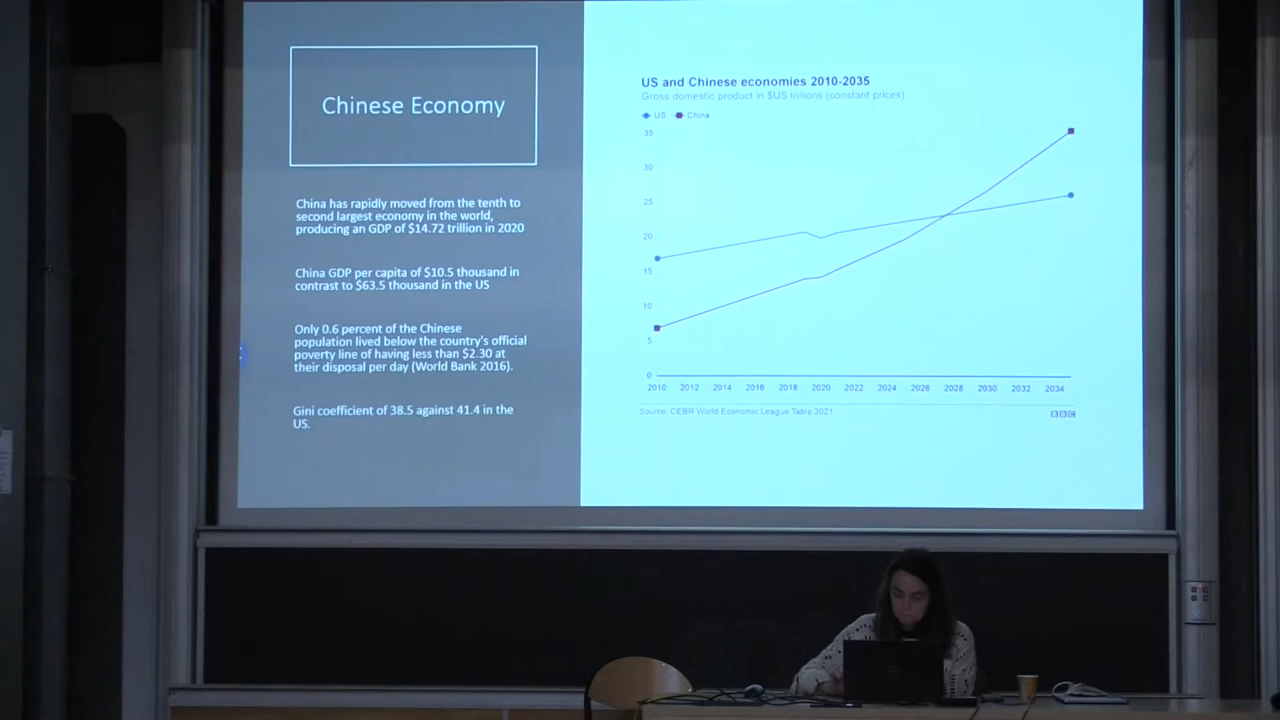 Chinese Economy
China has rapidly moved from the tenth to
second largest economy in the world,
producing an GDP of $14.72 trillion in 2020
China GDP per capita of $10.5 thousand in
contrast to $63.5 thousand in the US
Only 0.6 percent of the Chinese
population lived below the country's official
poverty line of having less than $2.30 at
their disposal per day (World Bank 2016).
Gini coefficient of 38.5 against 41.4 in the
US.
US and Chinese economies 2010-2035
Gross domestic product in $US trillions (constant prices)
US China
35
30
25
20
15
10
5
0
2010 2012 2014 2016 2018 2020 2022 2024 2026 2028 2030 2032 2034
Source: CEBR World Economic League Table 2021
BBC